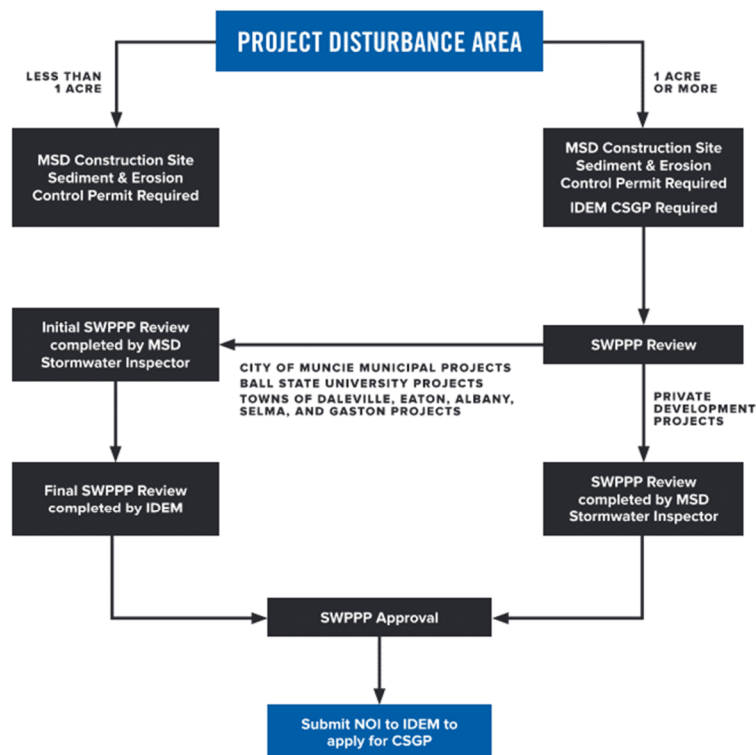 PROJECT DISTURBANCE AREA
LESS THAN
1 ACRE
1 ACRE
OR MORE
MSD Construction Site
Sediment & Erosion
Control Permit Required
MSD Construction Site
Sediment & Erosion
Control Permit Required
IDEM CSGP Required
Initial SWPPP Review
completed by MSD
Stormwater Inspector
SWPPP Review
CITY OF MUNCIE MUNICIPAL PROJECTS
BALL STATE UNIVERSITY PROJECTS
TOWNS OF DALEVILLE, EATON, ALBANY,
SELMA, AND GASTON PROJECTS
PRIVATE
DEVELOPMENT
PROJECTS
Final SWPPP Review
completed by IDEM
SWPPP Review
completed by MSD
Stormwater Inspector
SWPPP Approval
Submit NOI to IDEM to
apply for CSGP